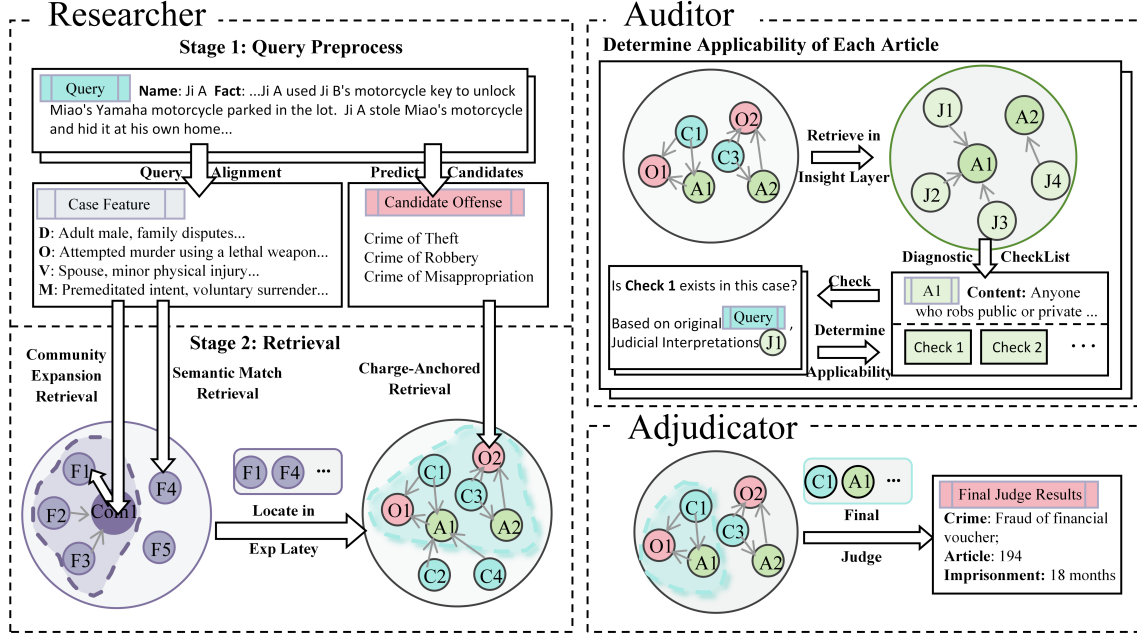 Researcher
Stage 1: Query Preprocess
Query
Name: Ji A Fact: ...Ji A used Ji B's motorcycle key to unlock
Miao's Yamaha motorcycle parked in the lot. Ji A stole Miao's motorcycle
and hid it at his own home...
Query Alignment
Predict Candidates
Case Feature
D: Adult male, family disputes...
O: Attempted murder using a lethal weapon...
V: Spouse, minor physical injury...
M: Premeditated intent, voluntary surrender...
Candidate Offense
Crime of Theft
Crime of Robbery
Crime of Misappropriation
Stage 2: Retrieval
Community
Expansion
Retrieval
Semantic Match
Retrieval
Charge-Anchored
Retrieval
F1
F2
F3
Com1
F4
F5
F1 F4 ...
Locate in
Exp Latey
O2
C1
C3
O1
A1
A2
C2
C4
Auditor
Determine Applicability of Each Article
C1
O2
C3
O1
A1
A2
Retrieve in
Insight Layer
J1
A2
A1
J2
J4
J3
Diagnostic CheckList
A1
Content: Anyone
who robs public or private ...
Check 1
Check 2
...
Check
Determine
Applicability
Is Check 1 exists in this case?
Based on original Query ,
Judicial Interpretations J1
Adjudicator
O2
C1
C3
O1
A1
A2
C1 A1 ...
Final
Judge
Final Judge Results
Crime: Fraud of financial
voucher;
Article: 194
Imprisonment: 18 months